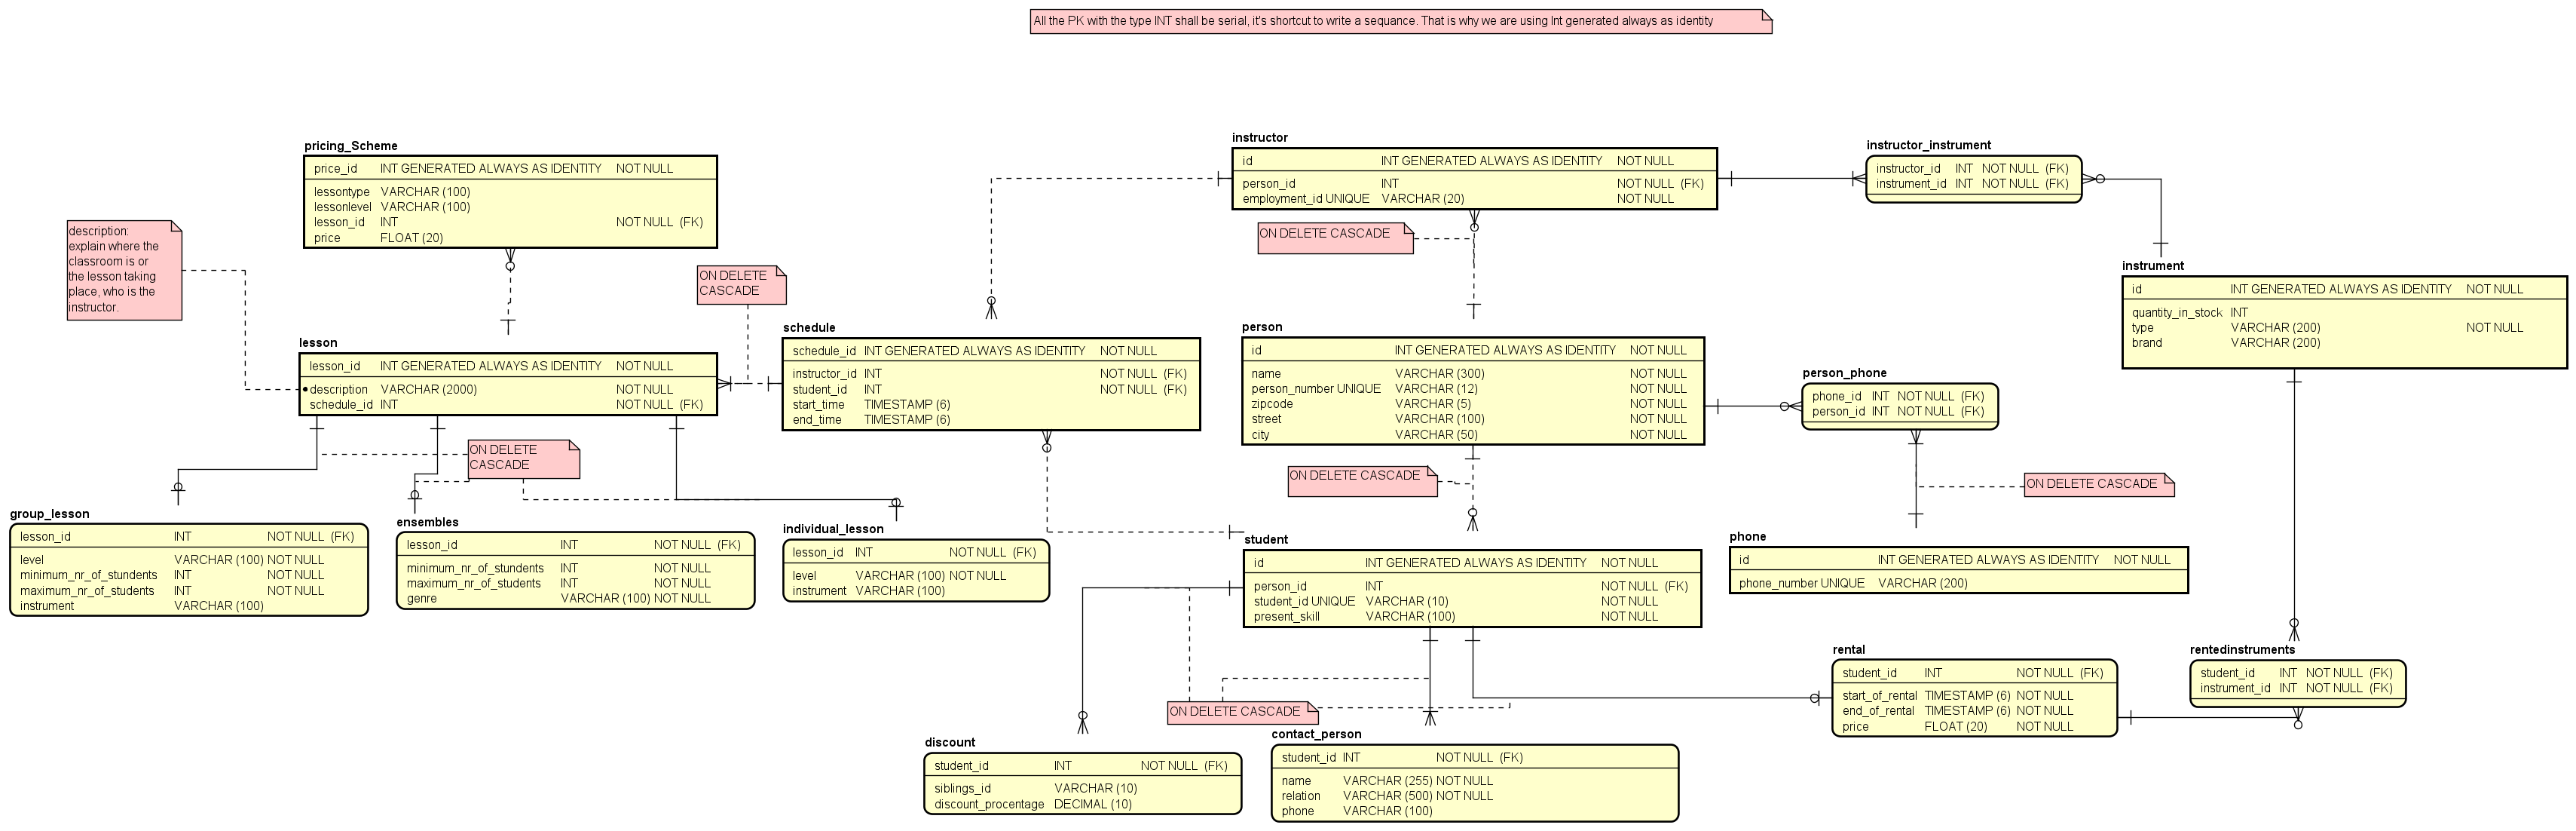 All the PK with the type INT shall be serial, it's shortcut to write a sequance. That is why we are using Int generated always as identity
pricing_Scheme
price_id INT GENERATED ALWAYS AS IDENTITY NOT NULL
lessontype VARCHAR (100)
lessonlevel VARCHAR (100)
lesson_id INT NOT NULL (FK)
price FLOAT (20)
instructor
id INT GENERATED ALWAYS AS IDENTITY NOT NULL
person_id INT NOT NULL (FK)
employment_id UNIQUE VARCHAR (20) NOT NULL
instructor_instrument
instructor_id INT NOT NULL (FK)
instrument_id INT NOT NULL (FK)
description:
explain where the
classroom is or
the lesson taking
place, who is the
instructor.
ON DELETE
CASCADE
ON DELETE CASCADE
instrument
id INT GENERATED ALWAYS AS IDENTITY NOT NULL
quantity_in_stock INT
type VARCHAR (200) NOT NULL
brand VARCHAR (200)
lesson
lesson_id INT GENERATED ALWAYS AS IDENTITY NOT NULL
description VARCHAR (2000) NOT NULL
schedule_id INT NOT NULL (FK)
schedule
schedule_id INT GENERATED ALWAYS AS IDENTITY NOT NULL
instructor_id INT NOT NULL (FK)
student_id INT NOT NULL (FK)
start_time TIMESTAMP (6)
end_time TIMESTAMP (6)
person
id INT GENERATED ALWAYS AS IDENTITY NOT NULL
name VARCHAR (300) NOT NULL
person_number UNIQUE VARCHAR (12) NOT NULL
zipcode VARCHAR (5) NOT NULL
street VARCHAR (100) NOT NULL
city VARCHAR (50) NOT NULL
person_phone
phone_id INT NOT NULL (FK)
person_id INT NOT NULL (FK)
ON DELETE
CASCADE
ON DELETE CASCADE
ON DELETE CASCADE
group_lesson
lesson_id INT NOT NULL (FK)
level VARCHAR (100) NOT NULL
minimum_nr_of_stundents INT NOT NULL
maximum_nr_of_students INT NOT NULL
instrument VARCHAR (100)
ensembles
lesson_id INT NOT NULL (FK)
minimum_nr_of_stundents INT NOT NULL
maximum_nr_of_students INT NOT NULL
genre VARCHAR (100) NOT NULL
individual_lesson
lesson_id INT NOT NULL (FK)
level VARCHAR (100) NOT NULL
instrument VARCHAR (100)
student
id INT GENERATED ALWAYS AS IDENTITY NOT NULL
person_id INT NOT NULL (FK)
student_id UNIQUE VARCHAR (10) NOT NULL
present_skill VARCHAR (100) NOT NULL
phone
id INT GENERATED ALWAYS AS IDENTITY NOT NULL
phone_number UNIQUE VARCHAR (200)
rental
student_id INT NOT NULL (FK)
start_of_rental TIMESTAMP (6) NOT NULL
end_of_rental TIMESTAMP (6) NOT NULL
price FLOAT (20) NOT NULL
rentedinstruments
student_id INT NOT NULL (FK)
instrument_id INT NOT NULL (FK)
ON DELETE CASCADE
discount
student_id INT NOT NULL (FK)
siblings_id VARCHAR (10)
discount_procentage DECIMAL (10)
contact_person
student_id INT NOT NULL (FK)
name VARCHAR (255) NOT NULL
relation VARCHAR (500) NOT NULL
phone VARCHAR (100)